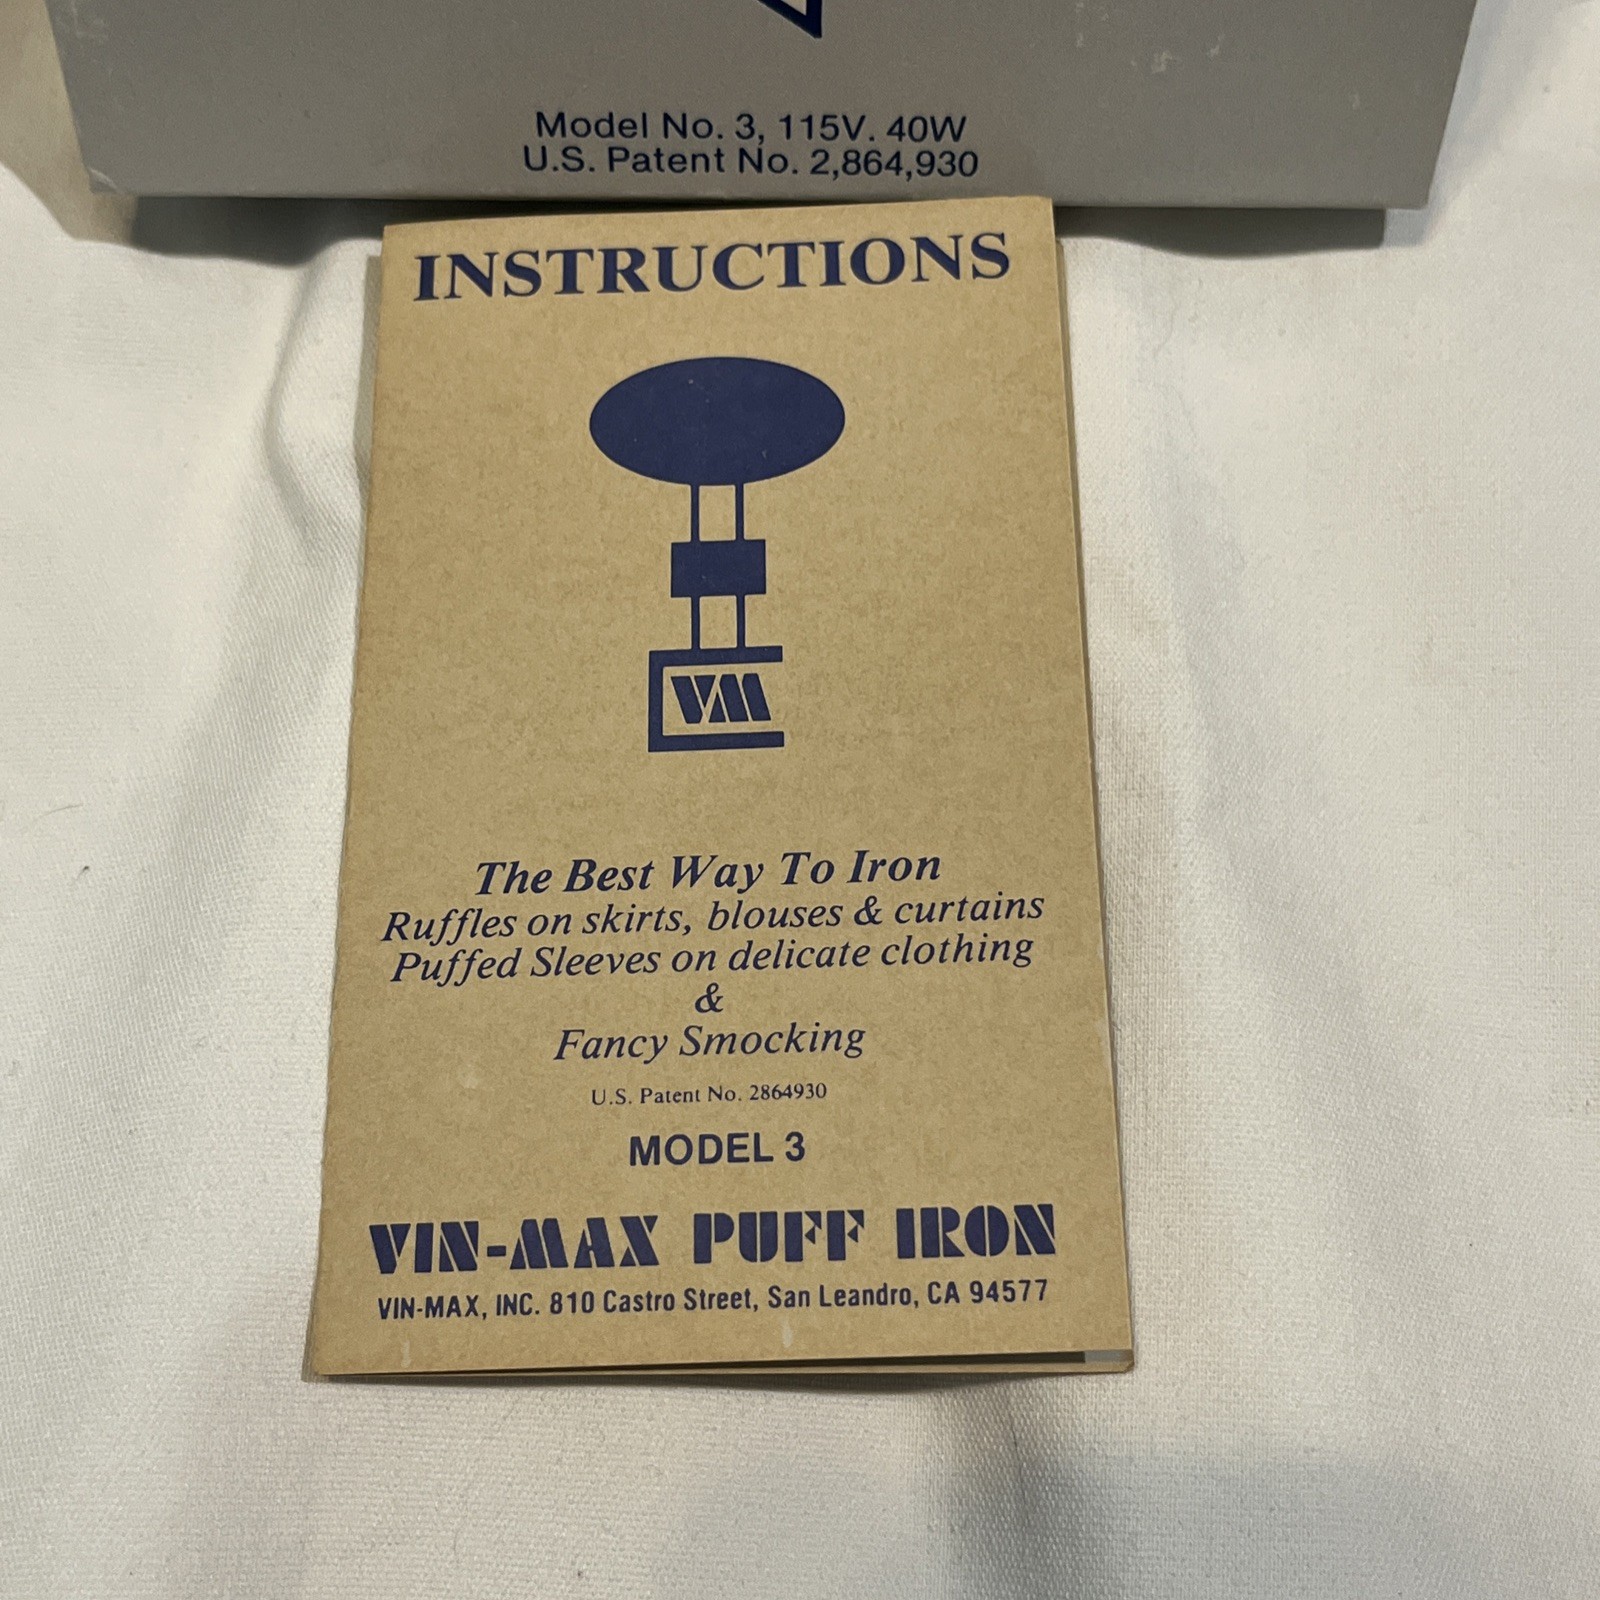 Model No. 3, 115V. 40W
U.S. Patent No. 2,864,930
INSTRUCTIONS
VM
The Best Way To Iron
Ruffles on skirts, blouses & curtains
Puffed Sleeves on delicate clothing
&
Fancy Smocking
U.S. Patent No. 2864930
MODEL 3
VIN-MAX PUFF IRON
VIN-MAX, INC. 810 Castro Street, San Leandro, CA 94577